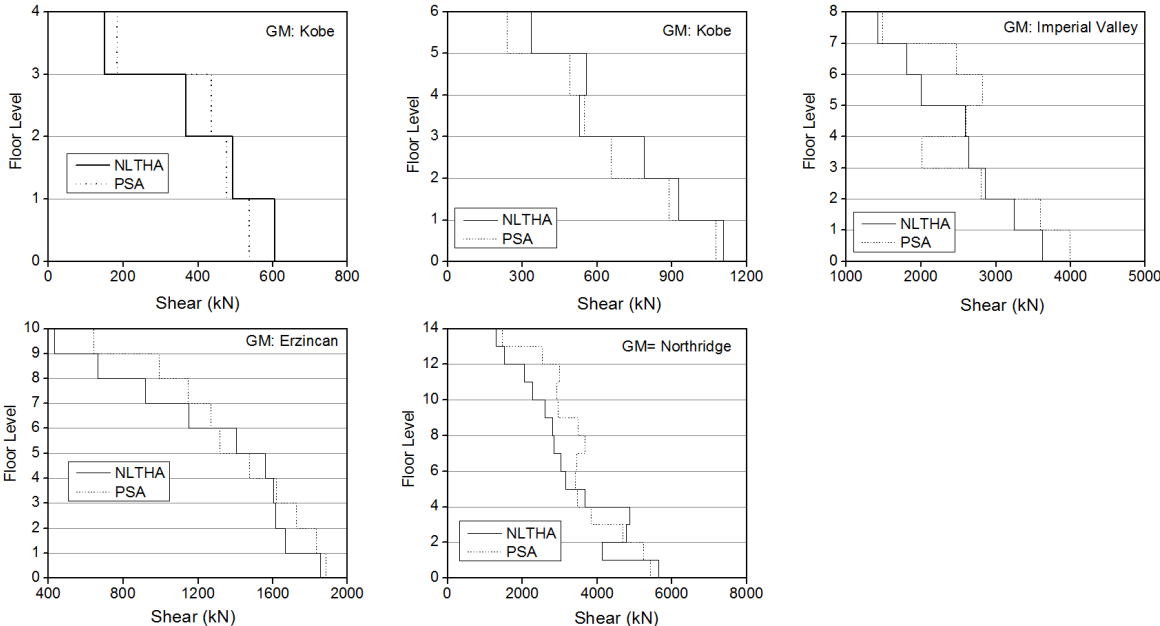 4
3
2
1
0
Floor Level
GM: Kobe
NLTHA
PSA
0 200 400 600 800
Shear (kN)
6
5
4
3
2
1
0
Floor Level
GM: Kobe
NLTHA
PSA
0 300 600 900 1200
Shear (kN)
8
7
6
5
4
3
2
1
0
Floor Level
GM: Imperial Valley
NLTHA
PSA
1000 2000 3000 4000 5000
Shear (kN)
10
9
8
7
6
5
4
3
2
1
0
Floor Level
GM: Erzincan
NLTHA
PSA
400 800 1200 1600 2000
Shear (kN)
14
12
10
8
6
4
2
0
Floor Level
GM= Northridge
NLTHA
PSA
0 2000 4000 6000 8000
Shear (kN)